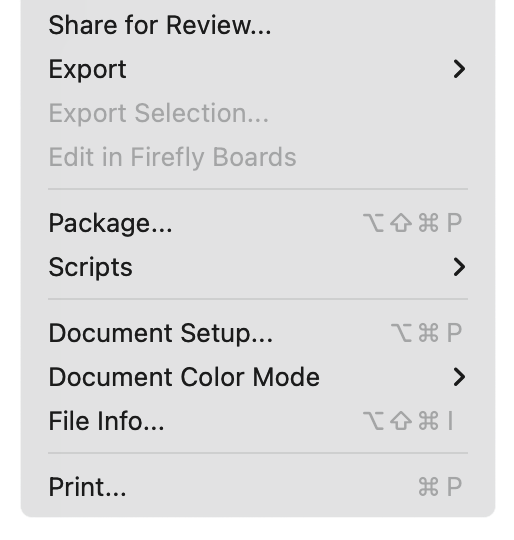 Share for Review...
Export
Export Selection...
Edit in Firefly Boards
Package... ⌥⇧⌘P
Scripts
Document Setup... ⌥⌘P
Document Color Mode
File Info... ⌥⇧⌘I
Print... ⌘P